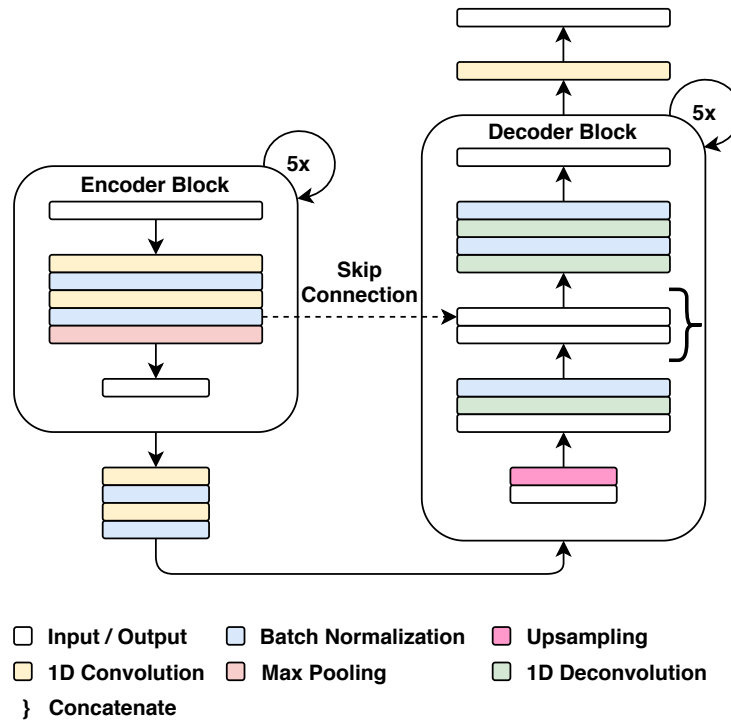 5x
Decoder Block
5x
Encoder Block
Skip
Connection
Input / Output
Batch Normalization
Upsampling
1D Convolution
Max Pooling
1D Deconvolution
} Concatenate